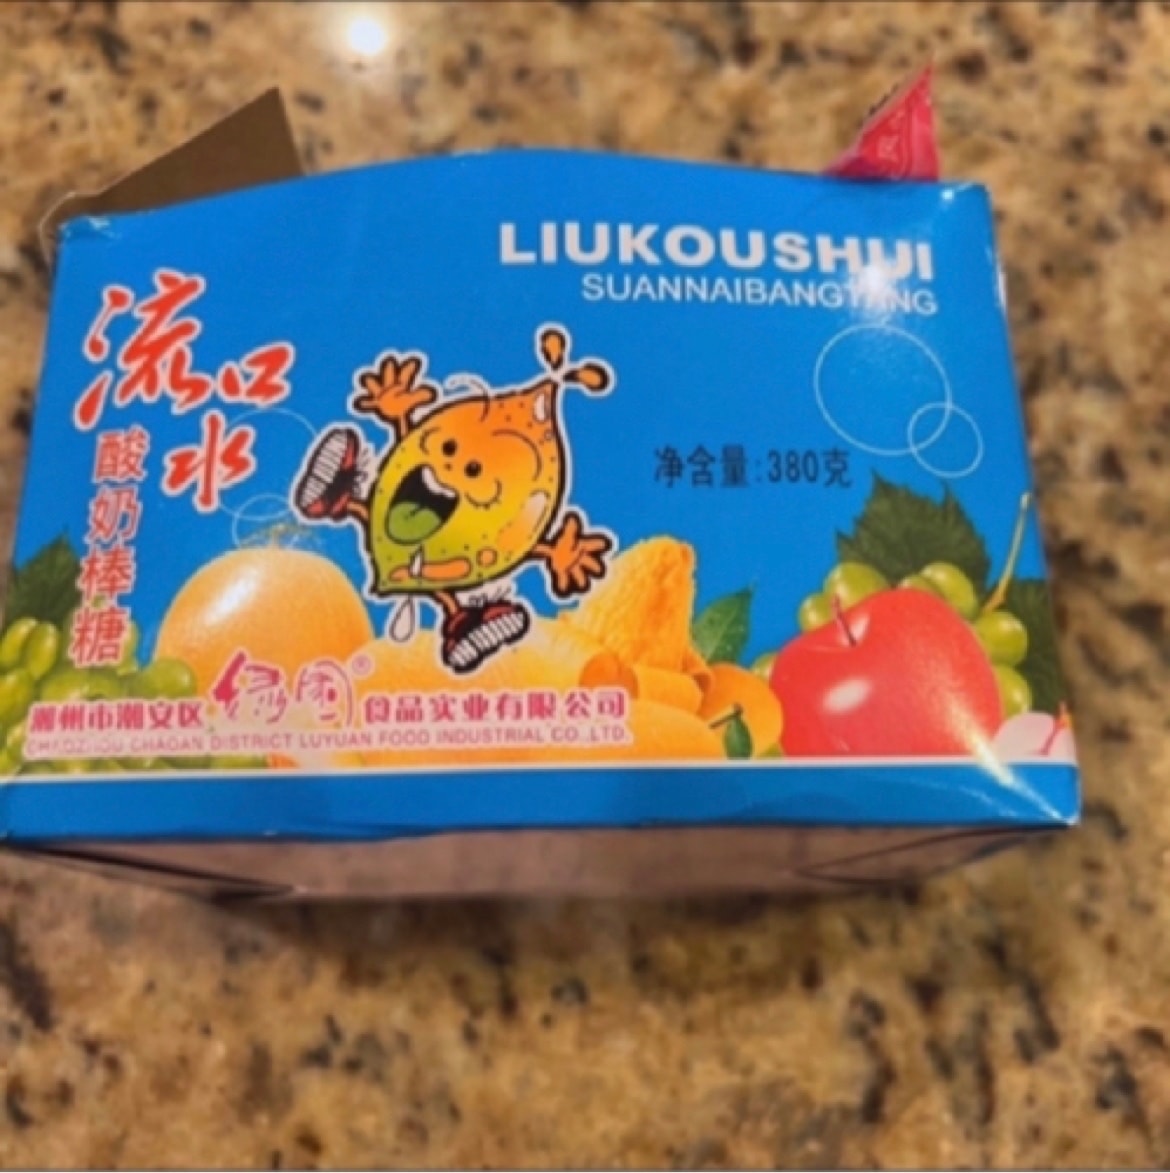 LIUKOUSHUI
SUANNAIBANGTANG
流口水
酸奶棒糖
净含量:380克
潮州市潮安区绿园®食品实业有限公司
CHAOZHOU CHAOAN DISTRICT LUYUAN FOOD INDUSTRIAL CO.,LTD.